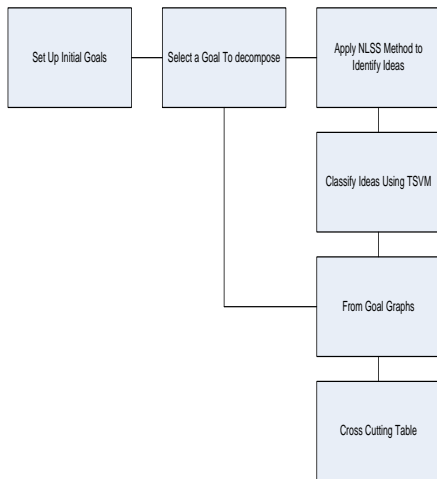 Set Up Initial Goals
Select a Goal To decompose
Apply NLSS Method to
Identify Ideas
Classify Ideas Using TSVM
From Goal Graphs
Cross Cutting Table